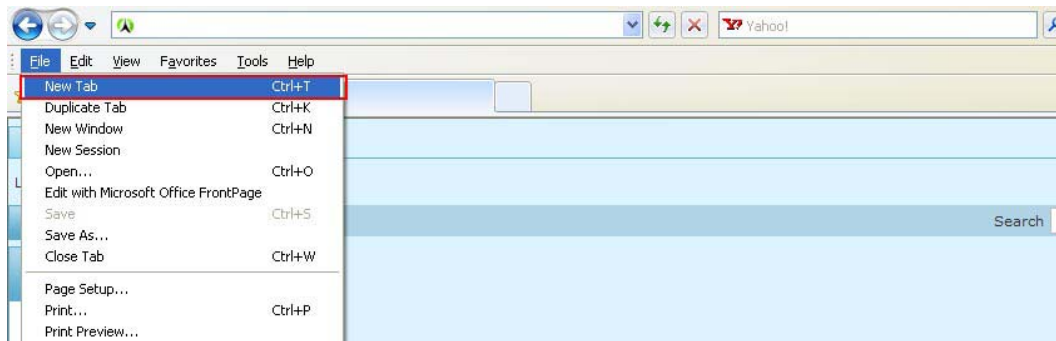 Yahoo!
File Edit View Favorites Tools Help
New Tab Ctrl+T
Duplicate Tab Ctrl+K
New Window Ctrl+N
New Session
Open... Ctrl+O
Edit with Microsoft Office FrontPage
Save Ctrl+S
Search
Save As...
Close Tab Ctrl+W
Page Setup...
Print... Ctrl+P
Print Preview...